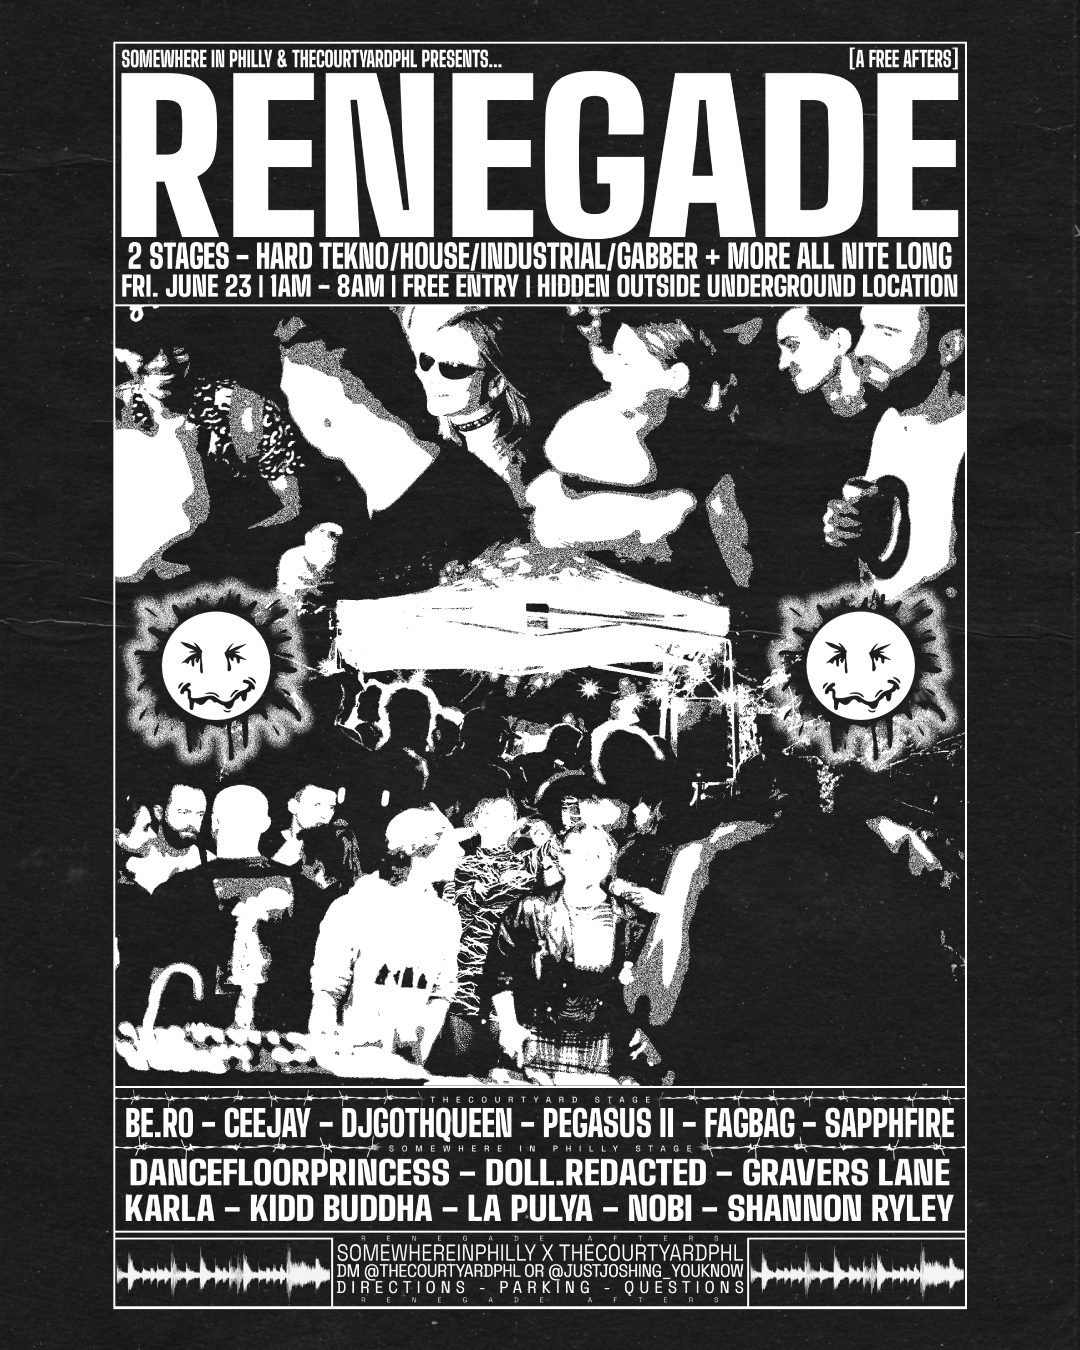 SOMEWHERE IN PHILLY & THECOURTYARDPHL PRESENTS...
[A FREE AFTERS]
RENEGADE
2 STAGES - HARD TEKNO/HOUSE/INDUSTRIAL/GABBER + MORE ALL NITE LONG
FRI. JUNE 23 | 1AM - 8AM | FREE ENTRY | HIDDEN OUTSIDE UNDERGROUND LOCATION
THECOURTYARD STAGE
BE.RO - CEEJAY - DJGOTHQUEEN - PEGASUS II - FAGBAG - SAPPHFIRE
SOMEWHERE IN PHILLY STAGE
DANCEFLOORPRINCESS - DOLL.REDACTED - GRAVERS LANE
KARLA - KIDD BUDDHA - LA PULYA - NOBI - SHANNON RYLEY
RENEGADE AFTERS
SOMEWHEREINPHILLY X THECOURTYARDPHL
DM @THECOURTYARDPHL OR @JUSTJOSHING_YOUKNOW
DIRECTIONS - PARKING - QUESTIONS
RENEGADE AFTERS